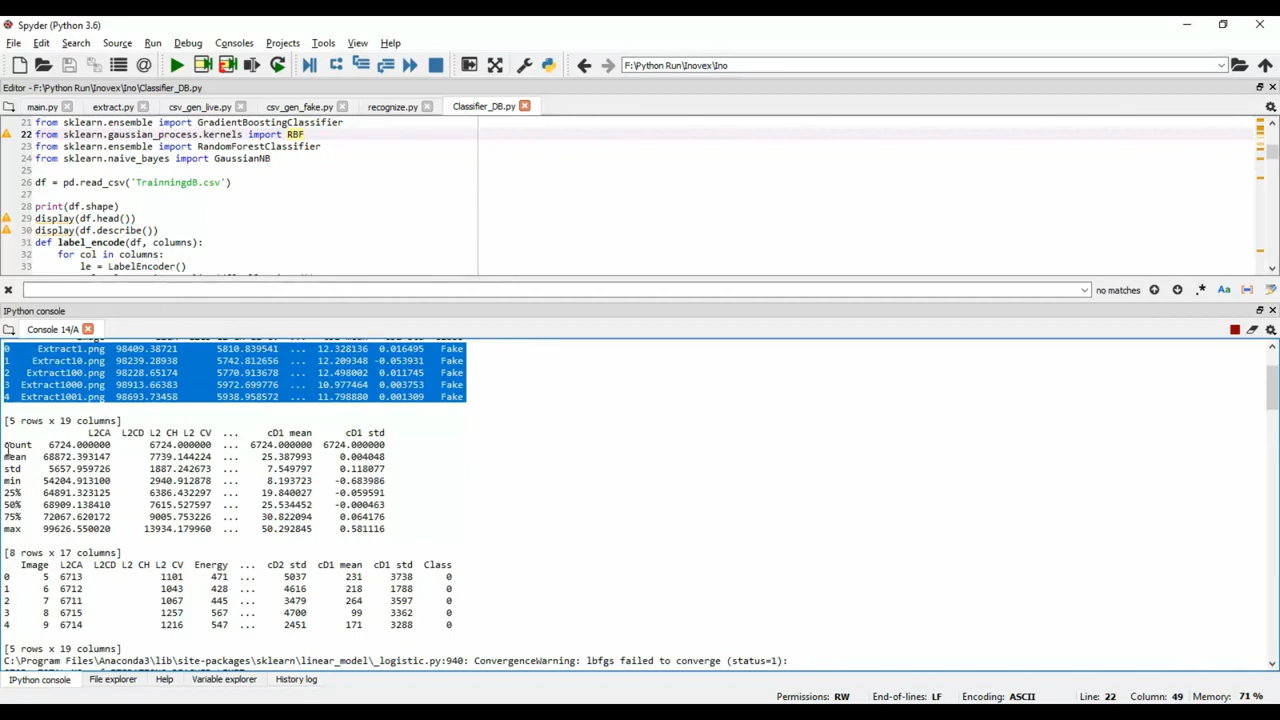 Spyder (Python 3.6)
File Edit Search Source Run Debug Consoles Projects Tools View Help
F:\Python Run\Inovex\Ino
Editor - F:\Python Run\Inovex\Ino\Classifier_DB.py
main.py extract.py csv_gen_live.py csv_gen_fake.py recognize.py Classifier_DB.py
21 from sklearn.ensemble import GradientBoostingClassifier
22 from sklearn.gaussian_process.kernels import RBF
23 from sklearn.ensemble import RandomForestClassifier
24 from sklearn.naive_bayes import GaussianNB
25
26 df = pd.read_csv('TrainningdB.csv')
27
28 print(df.shape)
29 display(df.head())
30 display(df.describe())
31 def label_encode(df, columns):
32 for col in columns:
33 le = LabelEncoder()
no matches .* Aa
IPython console
Console 14/A
0 Extract1.png 98409.38721 5810.839541 ... 12.328136 0.016495 Fake
1 Extract10.png 98239.28938 5742.812656 ... 12.209348 -0.053931 Fake
2 Extract100.png 98228.65174 5770.913678 ... 12.498002 0.011745 Fake
3 Extract1000.png 98913.66383 5972.699776 ... 10.977464 0.003753 Fake
4 Extract1001.png 98693.73458 5938.958572 ... 11.798880 0.001309 Fake
[5 rows x 19 columns]
L2CA L2CD L2 CH L2 CV ... cD1 mean cD1 std
count 6724.000000 6724.000000 ... 6724.000000 6724.000000
mean 68872.393147 7739.144224 ... 25.387993 0.004048
std 5657.959726 1887.242673 ... 7.549797 0.118077
min 54204.913100 2940.912878 ... 8.193723 -0.683986
25% 64891.323125 6386.432297 ... 19.840027 -0.059591
50% 68909.138410 7615.527597 ... 25.534452 -0.000463
75% 72067.620172 9005.753226 ... 30.822094 0.064176
max 99626.550020 13934.179960 ... 50.292845 0.581116
[8 rows x 17 columns]
Image L2CA L2CD L2 CH L2 CV Energy ... cD2 std cD1 mean cD1 std Class
0 5 6713 1101 471 ... 5037 231 3738 0
1 6 6712 1043 428 ... 4616 218 1788 0
2 7 6711 1067 445 ... 3479 264 3597 0
3 8 6715 1257 567 ... 4700 99 3362 0
4 9 6714 1216 547 ... 2451 171 3288 0
[5 rows x 19 columns]
C:\Program Files\Anaconda3\lib\site-packages\sklearn\linear_model\_logistic.py:940: ConvergenceWarning: lbfgs failed to converge (status=1):
IPython console File explorer Help Variable explorer History log
Permissions: RW End-of-lines: LF Encoding: ASCII Line: 22 Column: 49 Memory: 71 %